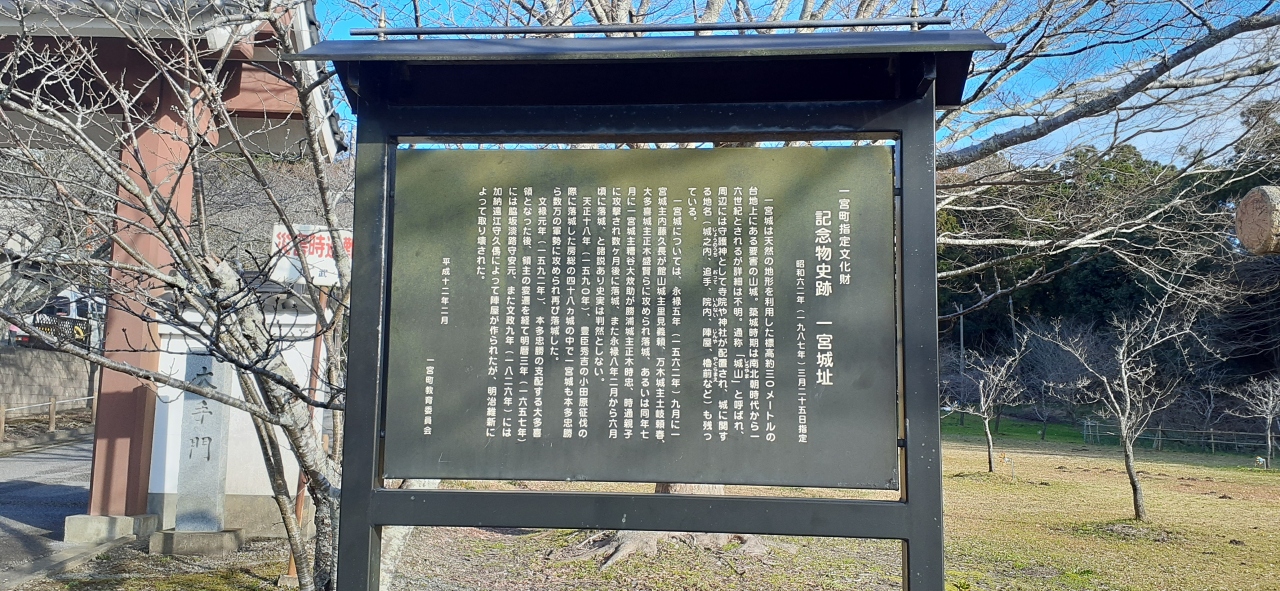 一宮町指定文化財
記念物史跡 一宮城址
昭和六二年(一九八七年)三月二十五日指定
一宮城は天然の地形を利用した標高約三〇メートルの
台地上にある要害の山城。築城時期は南北朝時代から一
六世紀とされるが詳細は不明。通称「城山」と呼ばれ、
周辺には守護神として寺院や神社が配置され、城に関す
る地名(城之内、追手、院内、陣屋、櫓前など)も残っ
ている。
一宮城については、永禄五年(一五六二年)九月に一
宮城主内藤久長が館山城主里見義頼、万木城主土岐頼春、
大多喜城主正木盛賢らに攻められ落城、あるいは同年七
月に一宮城主糟谷大炊助が勝浦城主正木時忠、時通親子
に攻撃され数ヶ月後に落城、また永禄八年二月から六月
頃に落城、と諸説あり史実は判然としない。
天正十八年(一五九〇年)、豊臣秀吉の小田原征伐の
際に落城した房総の四十八カ城の中で一宮城も本多忠勝
ら数万の軍勢に攻められ再び落城した。
文禄元年(一五九二年)、本多忠勝の支配する大多喜
領となった後、領主の変遷を経て明暦三年(一六五七年)
には脇坂淡路守安元、また文政九年(一八二六年)には
加納遠江守久儔によって陣屋が作られたが、明治維新に
よって取り壊された。
平成十二年二月
一宮町教育委員会
大手門